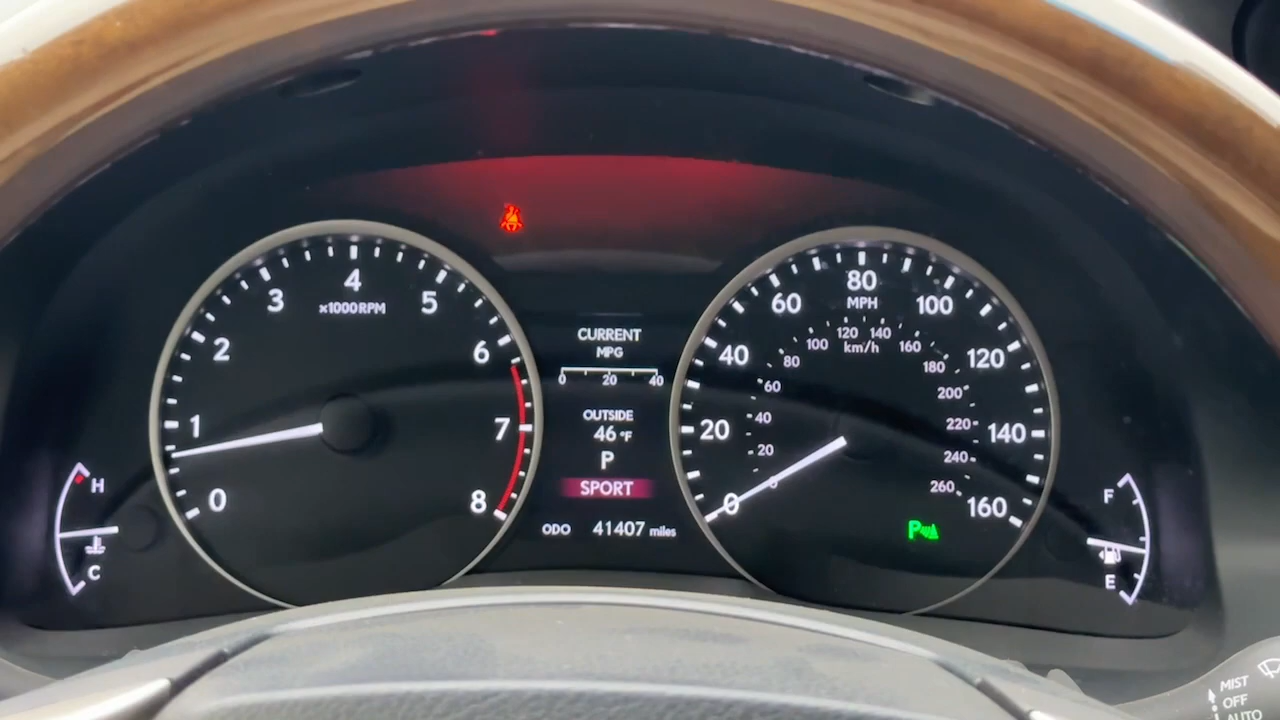 0
1
2
3
4
5
6
7
8
×1000RPM
H
C
CURRENT
MPG
0 20 40
OUTSIDE
46°F
P
SPORT
ODO 41407 miles
0
20
40
60
80
100
120
140
160
MPH
0
20
40
60
80
100
120
140
160
180
200
220
240
260
km/h
P
F
E
MIST
OFF
AUTO